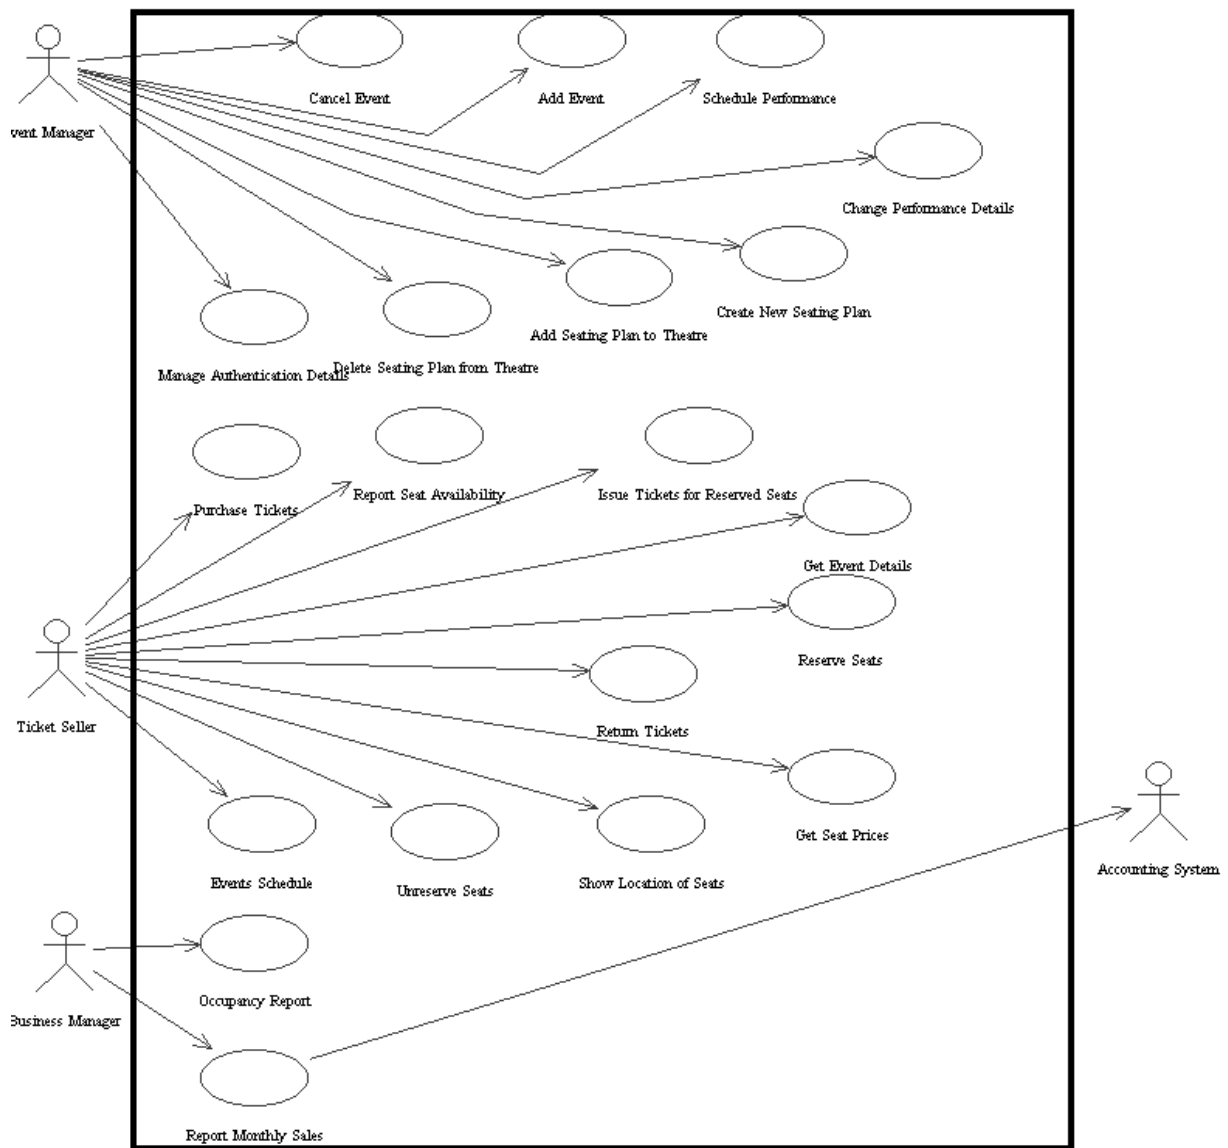 Cancel Event
Add Event
Schedule Performance
vent Manager
Change Performance Details
Create New Seating Plan
Add Seating Plan to Theatre
Delete Seating Plan from Theatre
Manage Authentication Details
Report Seat Availability
Issue Tickets for Reserved Seats
Purchase Tickets
Get Event Details
Reserve Seats
Ticket Seller
Return Tickets
Get Seat Prices
Accounting System
Events Schedule
Unreserve Seats
Show Location of Seats
Occupancy Report
Business Manager
Report Monthly Sales